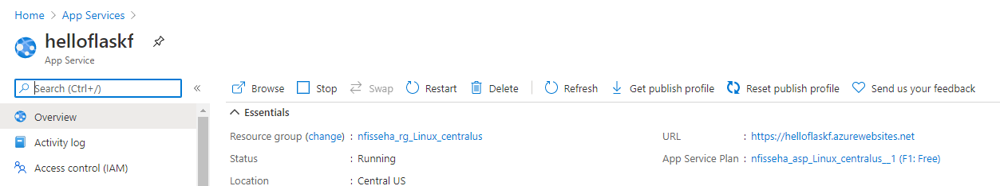 Home > App Services >
helloflaskf
App Service
Search (Ctrl+/) «
Browse Stop Swap Restart Delete Refresh Get publish profile Reset publish profile Send us your feedback
Overview
Activity log
Access control (IAM)
Essentials
Resource group (change) : nfisseha_rg_Linux_centralus
Status : Running
Location : Central US
URL : https://helloflaskf.azurewebsites.net
App Service Plan : nfisseha_asp_Linux_centralus__1 (F1: Free)